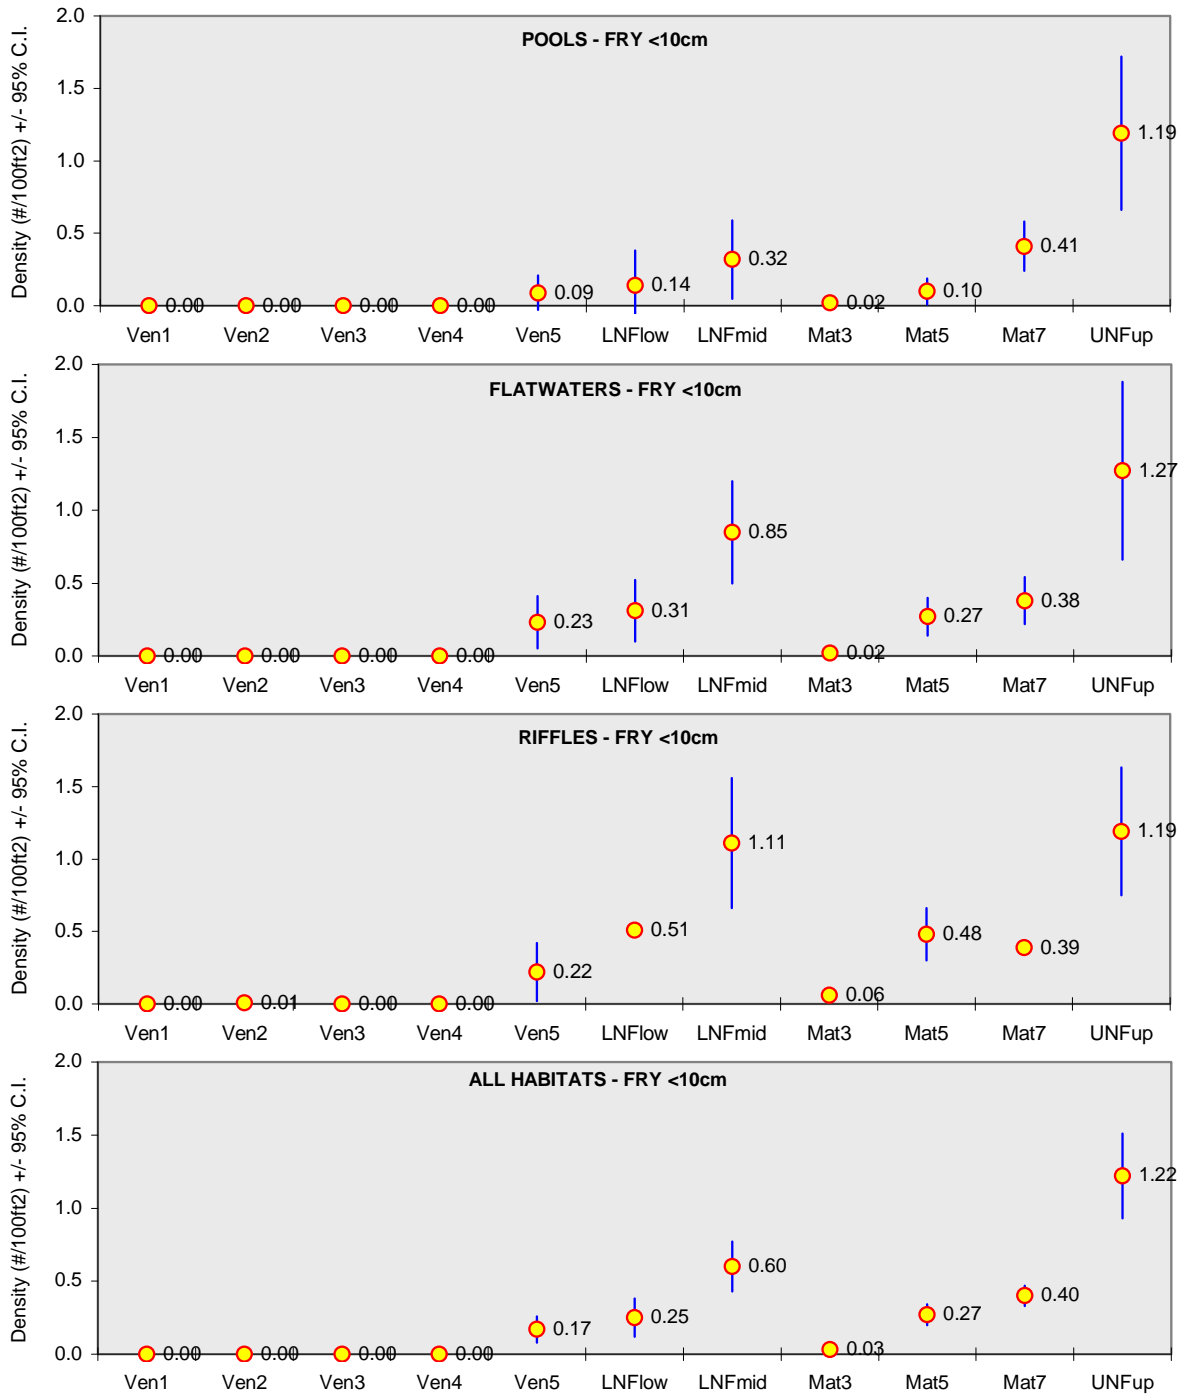 POOLS - FRY <10cm
Density (#/100ft2) +/- 95% C.I.
2.0
1.5
1.0
0.5
0.0
0.00 0.00 0.00 0.00 0.09 0.14 0.32 0.02 0.10 0.41 1.19
Ven1 Ven2 Ven3 Ven4 Ven5 LNFlow LNFmid Mat3 Mat5 Mat7 UNFup
FLATWATERS - FRY <10cm
Density (#/100ft2) +/- 95% C.I.
2.0
1.5
1.0
0.5
0.0
0.00 0.00 0.00 0.00 0.23 0.31 0.85 0.02 0.27 0.38 1.27
Ven1 Ven2 Ven3 Ven4 Ven5 LNFlow LNFmid Mat3 Mat5 Mat7 UNFup
RIFFLES - FRY <10cm
Density (#/100ft2) +/- 95% C.I.
2.0
1.5
1.0
0.5
0.0
0.00 0.01 0.00 0.00 0.22 0.51 1.11 0.06 0.48 0.39 1.19
Ven1 Ven2 Ven3 Ven4 Ven5 LNFlow LNFmid Mat3 Mat5 Mat7 UNFup
ALL HABITATS - FRY <10cm
Density (#/100ft2) +/- 95% C.I.
2.0
1.5
1.0
0.5
0.0
0.00 0.00 0.00 0.00 0.17 0.25 0.60 0.03 0.27 0.40 1.22
Ven1 Ven2 Ven3 Ven4 Ven5 LNFlow LNFmid Mat3 Mat5 Mat7 UNFup